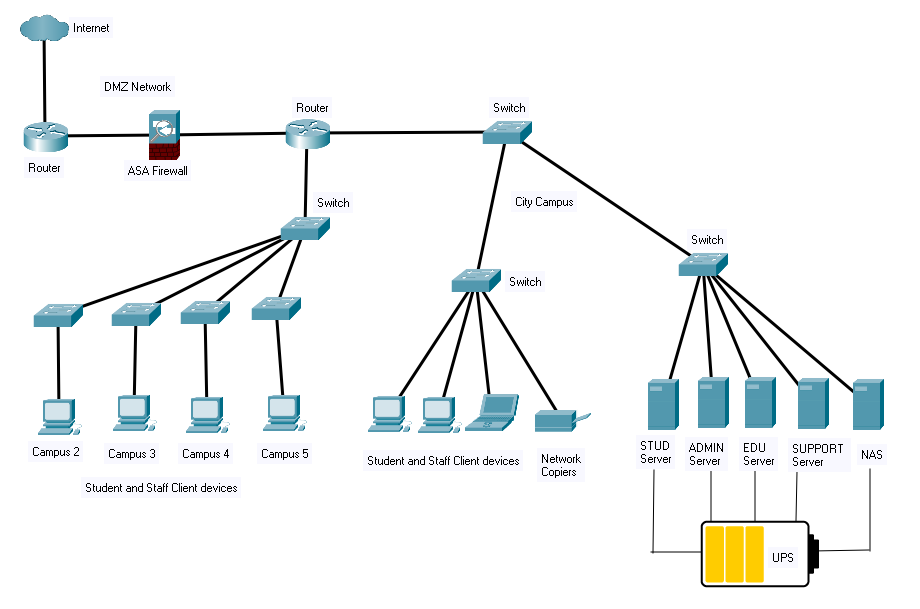 Internet
DMZ Network
Router
Switch
Router
ASA Firewall
Switch
City Campus
Switch
Switch
Campus 2
Campus 3
Campus 4
Campus 5
Student and Staff Client devices
Student and Staff Client devices
Network
Copiers
STUD
Server
ADMIN
Server
EDU
Server
SUPPORT
Server
NAS
UPS